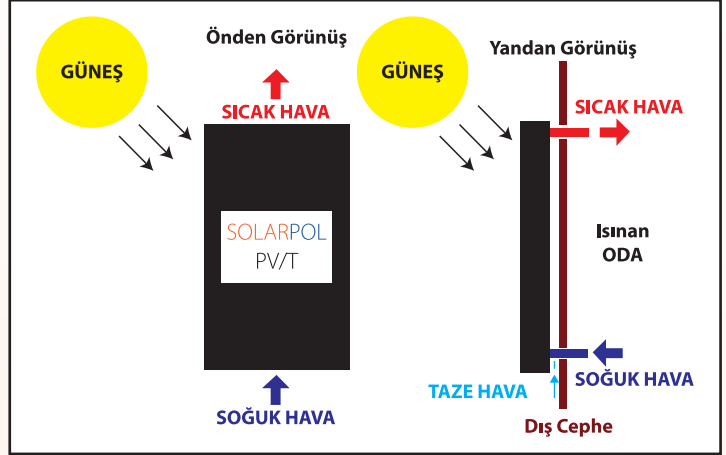 Önden Görünüş
GÜNEŞ
SICAK HAVA
SOLARPOL
PV/T
SOĞUK HAVA
Yandan Görünüş
GÜNEŞ
SICAK HAVA
Isınan
ODA
SOĞUK HAVA
TAZE HAVA
Dış Cephe